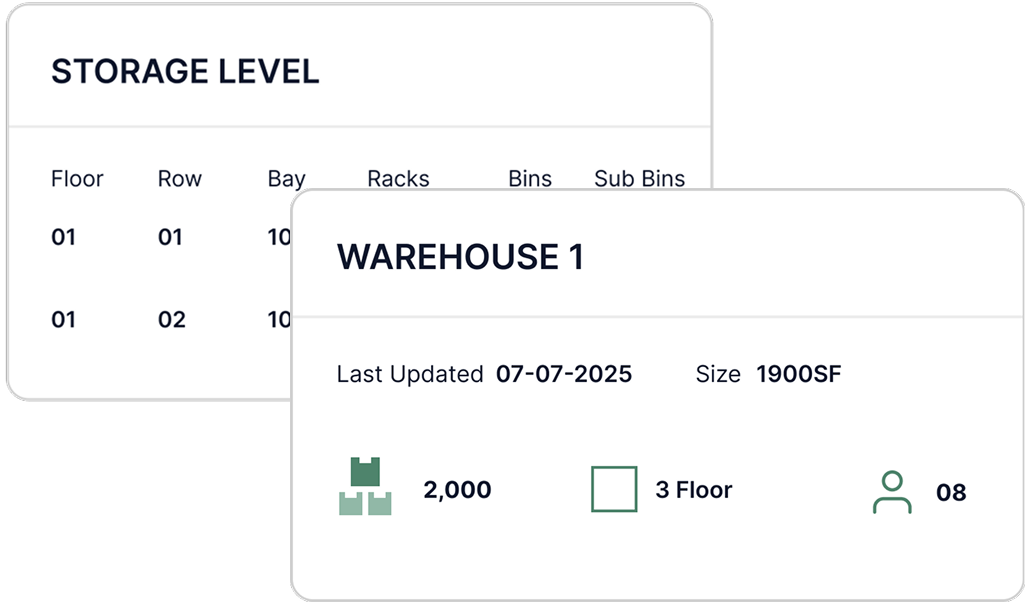 STORAGE LEVEL
Floor Row Bay Racks Bins Sub Bins
01 01 10
01 02 10
WAREHOUSE 1
Last Updated 07-07-2025 Size 1900SF
2,000 3 Floor 08